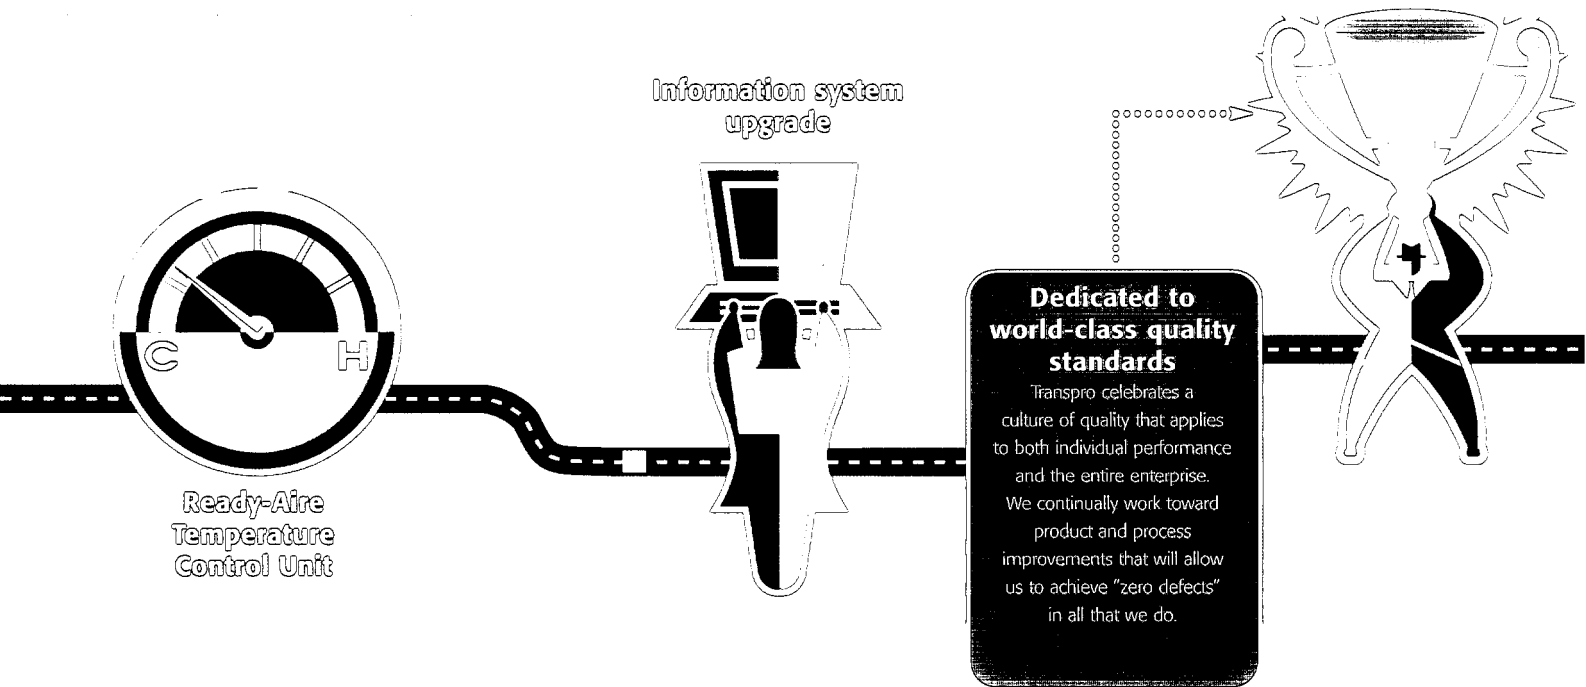 Information system
upgrade
C
H
Ready-Aire
Temperature
Control Unit
Dedicated to
world-class quality
standards
Transpro celebrates a
culture of quality that applies
to both individual performance
and the entire enterprise.
We continually work toward
product and process
improvements that will allow
us to achieve "zero defects"
in all that we do.